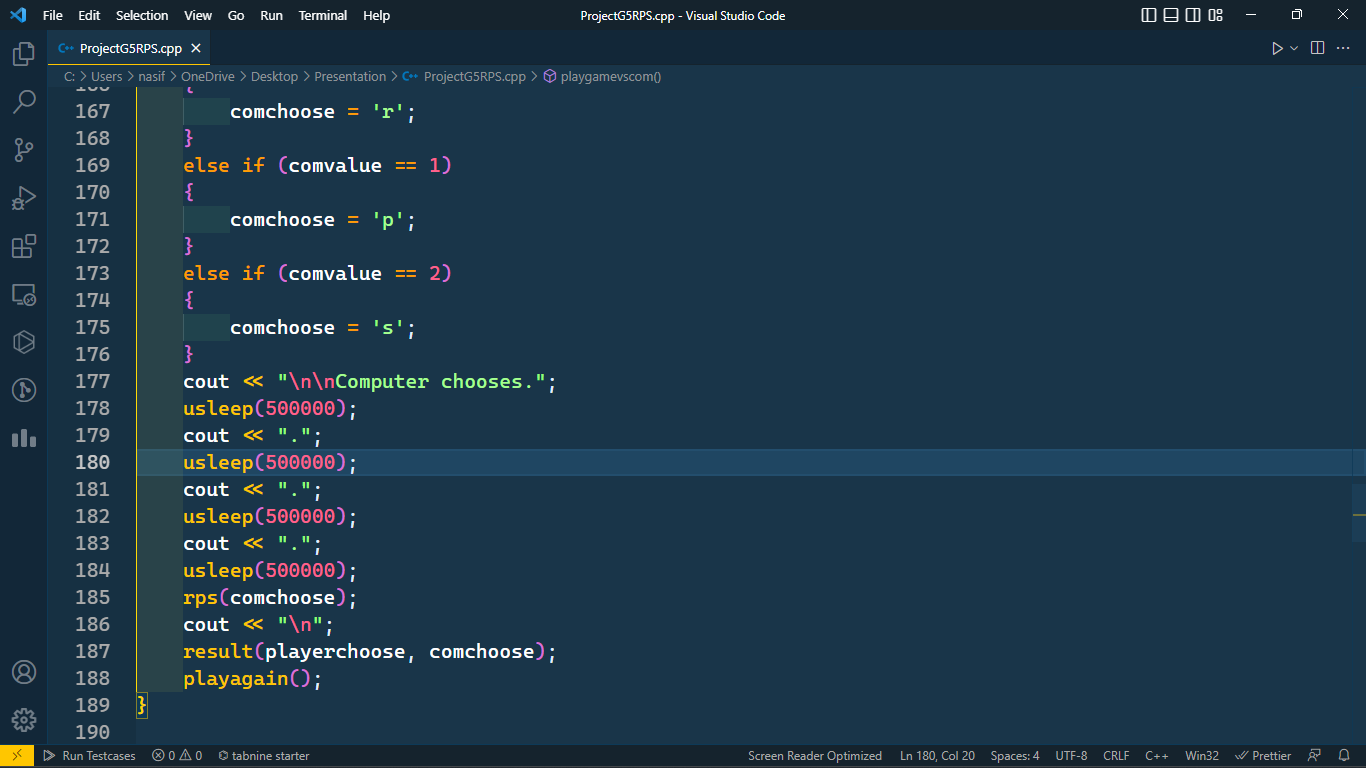 File Edit Selection View Go Run Terminal Help ProjectG5RPS.cpp - Visual Studio Code
C++ ProjectG5RPS.cpp
C: > Users > nasif > OneDrive > Desktop > Presentation > C++ ProjectG5RPS.cpp > playgamevscom()
167 comchoose = 'r';
168 }
169 else if (comvalue == 1)
170 {
171 comchoose = 'p';
172 }
173 else if (comvalue == 2)
174 {
175 comchoose = 's';
176 }
177 cout << "\n\nComputer chooses.";
178 usleep(500000);
179 cout << ".";
180 usleep(500000);
181 cout << ".";
182 usleep(500000);
183 cout << ".";
184 usleep(500000);
185 rps(comchoose);
186 cout << "\n";
187 result(playerchoose, comchoose);
188 playagain();
189 }
190
Run Testcases 0 0 tabnine starter Screen Reader Optimized Ln 180, Col 20 Spaces: 4 UTF-8 CRLF C++ Win32 Prettier